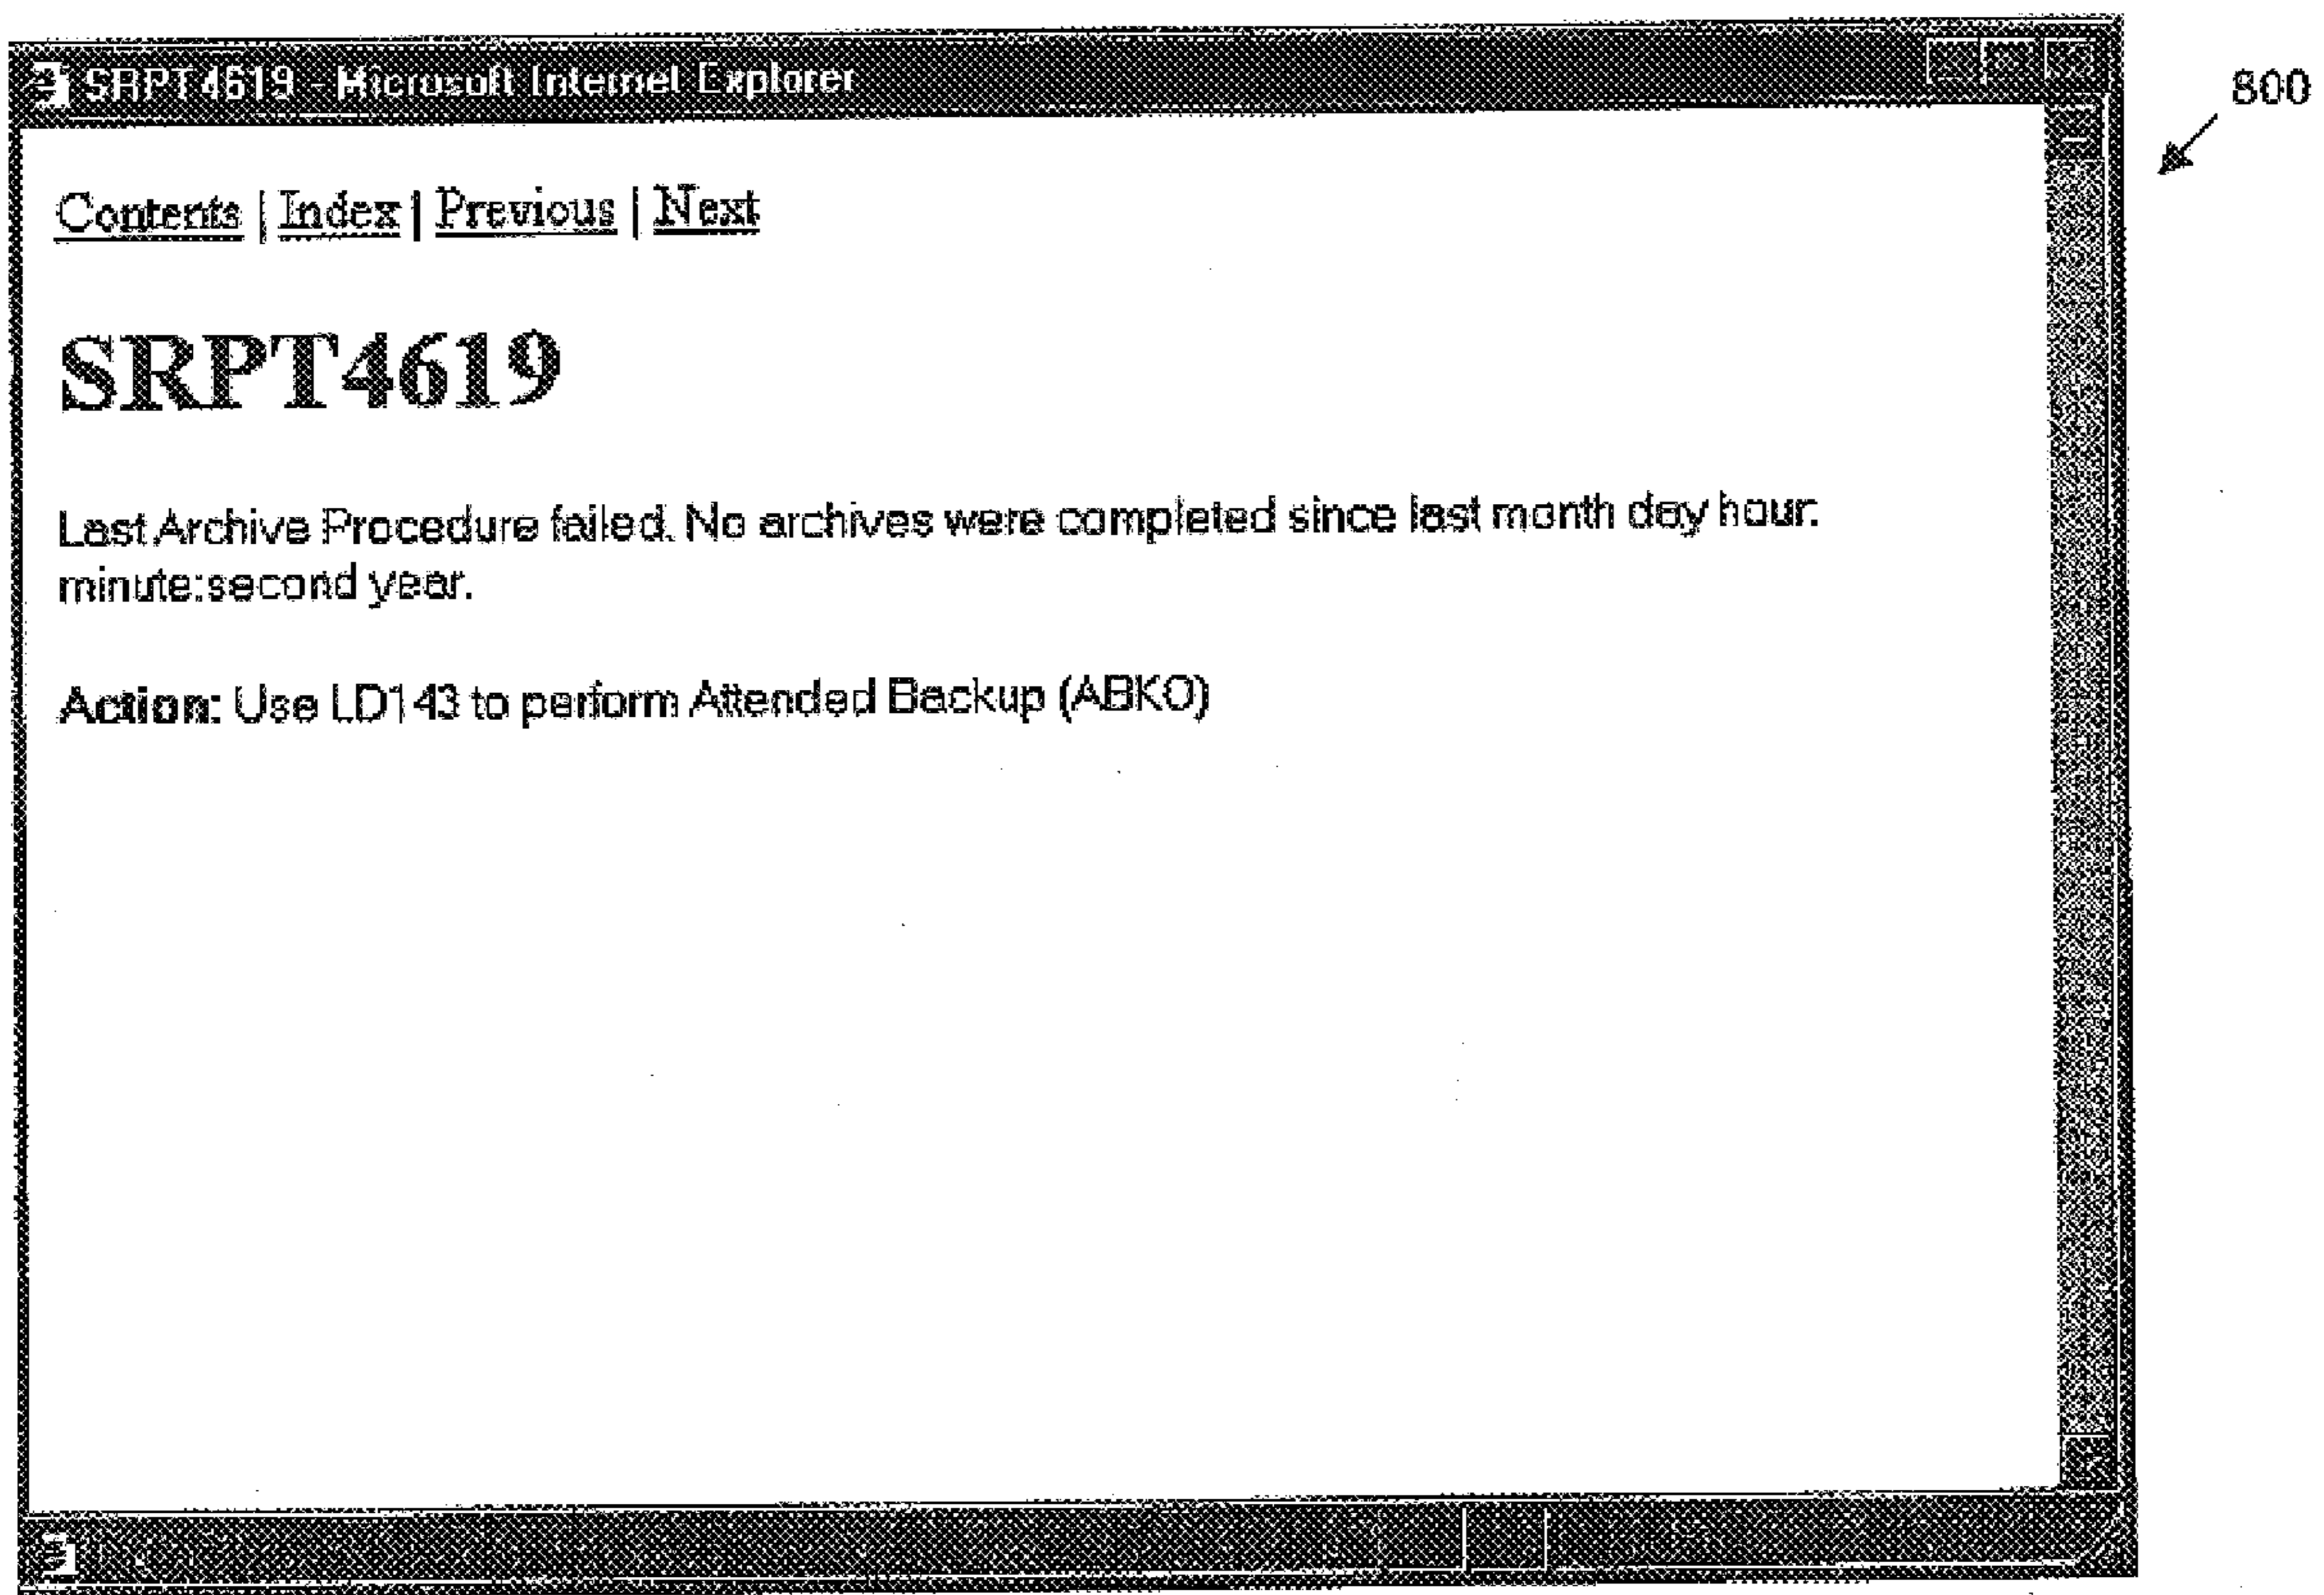 SRPT4619 - Microsoft Internet Explorer
800
Contents | Index | Previous | Next
SRPT4619
Last Archive Procedure failed. No archives were completed since last month day hour:
minute:second year.
Action: Use LD143 to perform Attended Backup (ABKO)